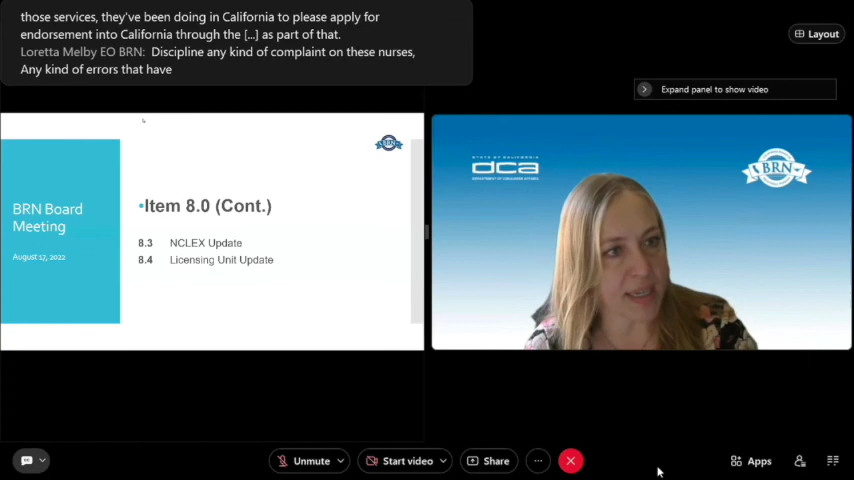 those services, they've been doing in California to please apply for
endorsement into California through the [...] as part of that.
Loretta Melby EO BRN: Discipline any kind of complaint on these nurses,
Any kind of errors that have
Layout
Expand panel to show video
BRN Board
Meeting
August 17, 2022
BRN
•Item 8.0 (Cont.)
8.3 NCLEX Update
8.4 Licensing Unit Update
STATE OF CALIFORNIA
dca
DEPARTMENT OF CONSUMER AFFAIRS
BRN
Unmute
Start video
Share
Apps